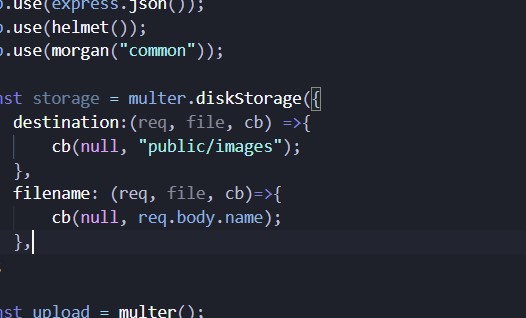 .use(express.json());
.use(helmet());
.use(morgan("common"));
nst storage = multer.diskStorage({
destination:(req, file, cb) =>{
cb(null, "public/images");
},
filename: (req, file, cb)=>{
cb(null, req.body.name);
},
nst upload = multer();